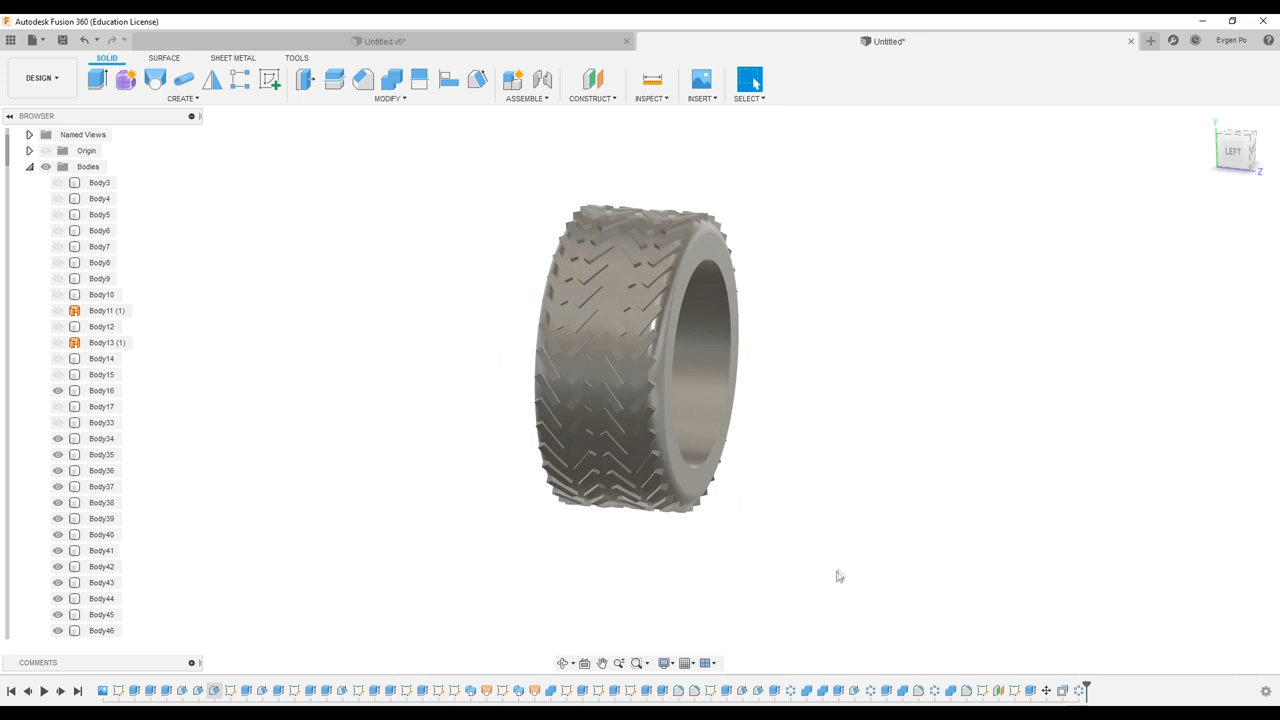 Autodesk Fusion 360 (Education License)
Untitled v5*
Untitled*
Evgen Po
DESIGN
SOLID SURFACE SHEET METAL TOOLS
CREATE MODIFY ASSEMBLE CONSTRUCT INSPECT INSERT SELECT
BROWSER
Named Views
Origin
Bodies
Body3
Body4
Body5
Body6
Body7
Body8
Body9
Body10
Body11 (1)
Body12
Body13 (1)
Body14
Body15
Body16
Body17
Body33
Body34
Body35
Body36
Body37
Body38
Body39
Body40
Body41
Body42
Body43
Body44
Body45
Body46
Y
LEFT
Z
COMMENTS